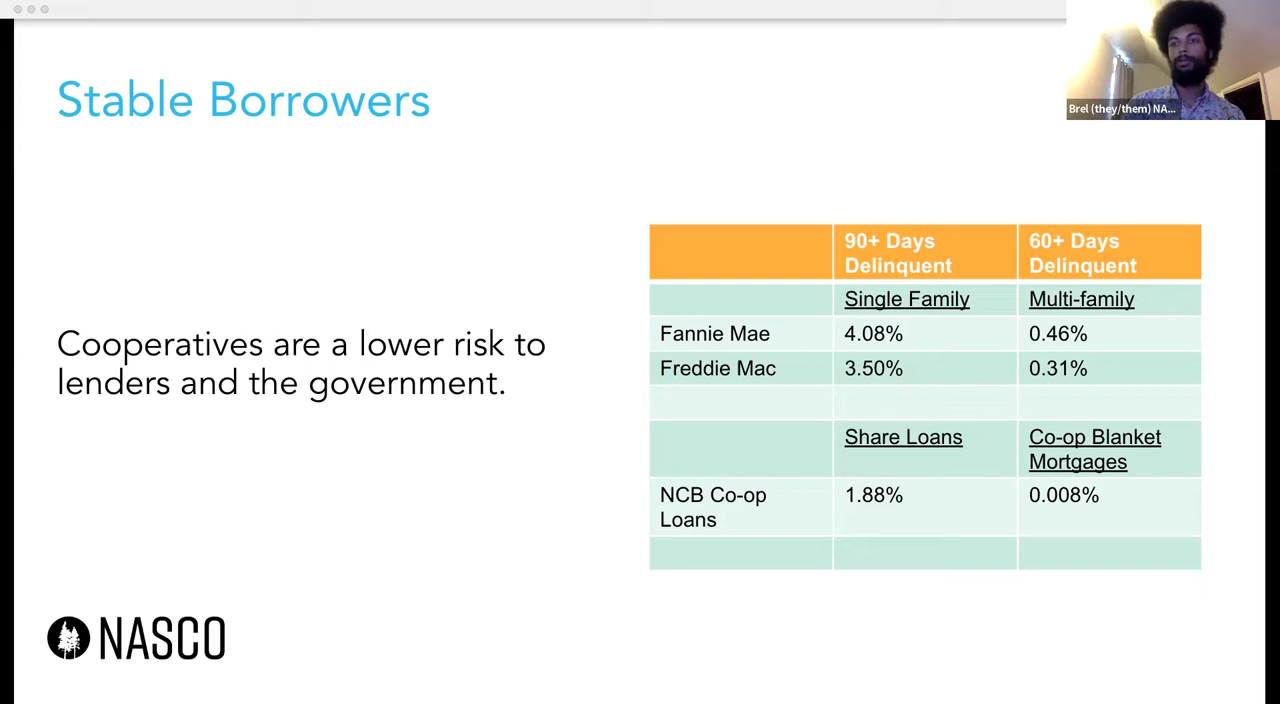 Stable Borrowers
Brel (they/them) NA...
Cooperatives are a lower risk to
lenders and the government.
90+ Days
Delinquent
60+ Days
Delinquent
Single Family
Multi-family
Fannie Mae
4.08%
0.46%
Freddie Mac
3.50%
0.31%
Share Loans
Co-op Blanket
Mortgages
NCB Co-op
Loans
1.88%
0.008%
NASCO